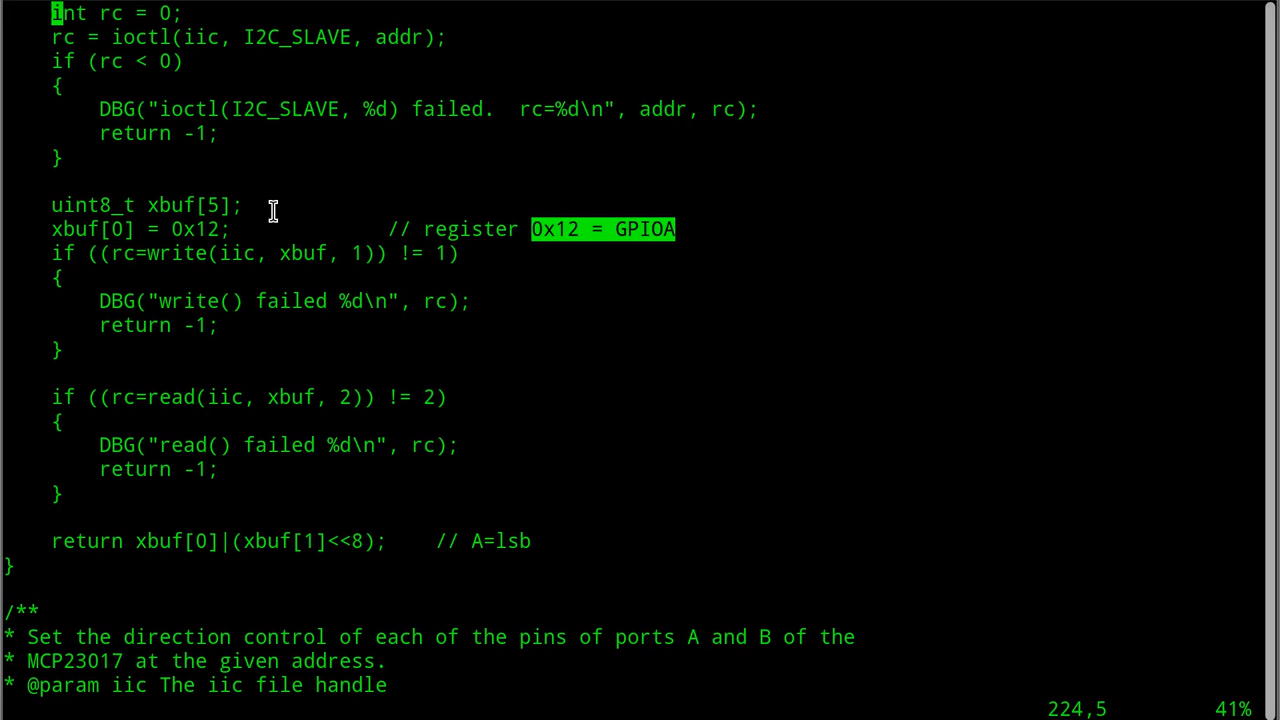 int rc = 0;
    rc = ioctl(iic, I2C_SLAVE, addr);
    if (rc < 0)
    {
        DBG("ioctl(I2C_SLAVE, %d) failed.  rc=%d\n", addr, rc);
        return -1;
    }

    uint8_t xbuf[5];
    xbuf[0] = 0x12;             // register 0x12 = GPIOA
    if ((rc=write(iic, xbuf, 1)) != 1)
    {
        DBG("write() failed %d\n", rc);
        return -1;
    }

    if ((rc=read(iic, xbuf, 2)) != 2)
    {
        DBG("read() failed %d\n", rc);
        return -1;
    }

    return xbuf[0]|(xbuf[1]<<8);    // A=lsb
}

/**
* Set the direction control of each of the pins of ports A and B of the
* MCP23017 at the given address.
* @param iic The iic file handle
224,5         41%